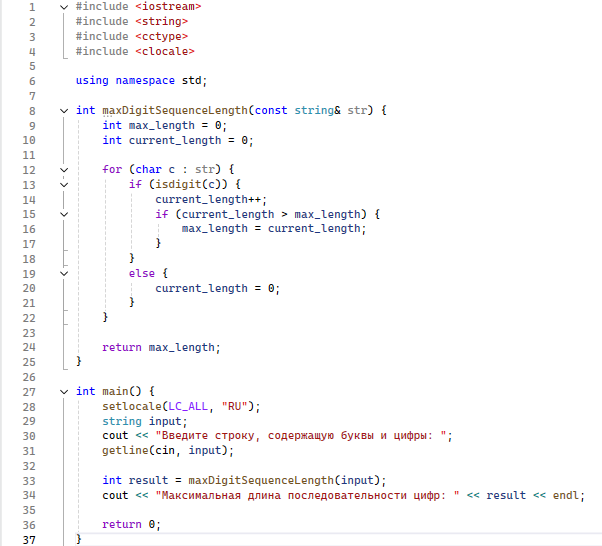 1 #include <iostream>
2 #include <string>
3 #include <cctype>
4 #include <clocale>
5
6 using namespace std;
7
8 int maxDigitSequenceLength(const string& str) {
9     int max_length = 0;
10     int current_length = 0;
11
12     for (char c : str) {
13         if (isdigit(c)) {
14             current_length++;
15             if (current_length > max_length) {
16                 max_length = current_length;
17             }
18         }
19         else {
20             current_length = 0;
21         }
22     }
23
24     return max_length;
25 }
26
27 int main() {
28     setlocale(LC_ALL, "RU");
29     string input;
30     cout << "Введите строку, содержащую буквы и цифры: ";
31     getline(cin, input);
32
33     int result = maxDigitSequenceLength(input);
34     cout << "Максимальная длина последовательности цифр: " << result << endl;
35
36     return 0;
37 }